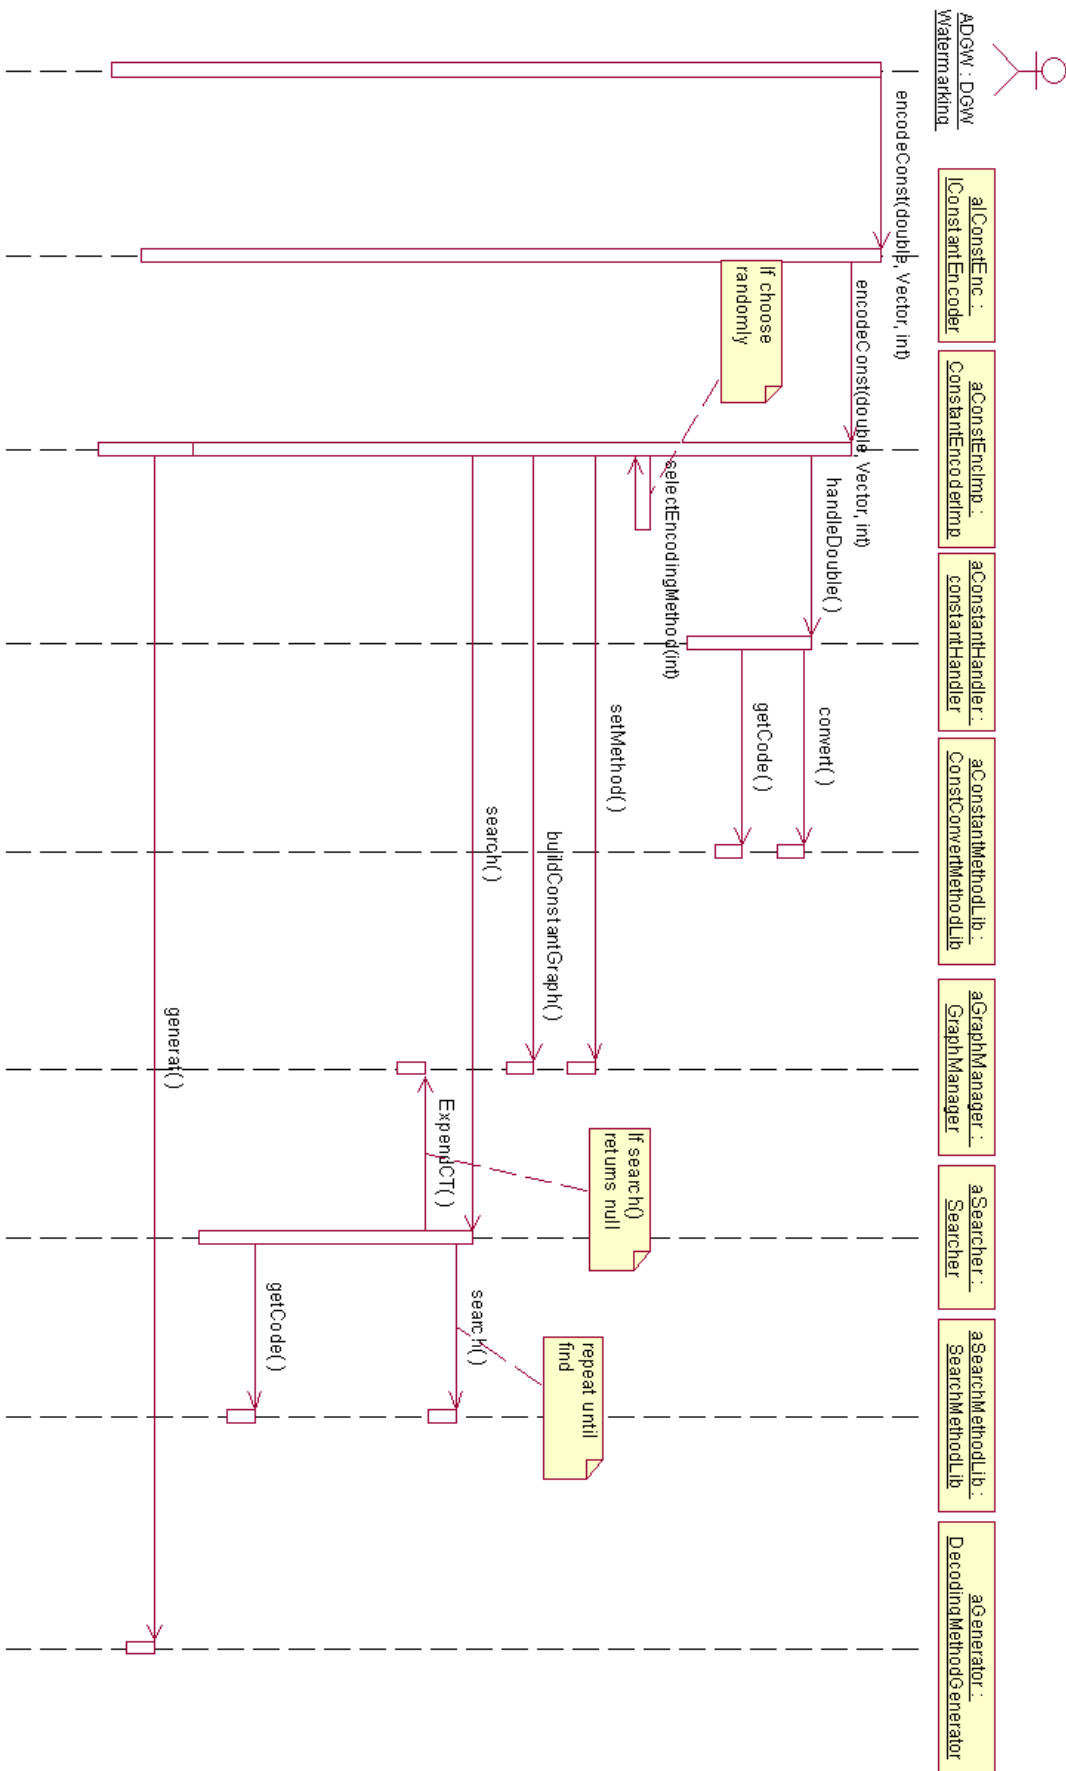 ADGW : DGW
Watermarking
aIConstEnc :
IConstantEncoder
aConstEncImp :
ConstantEncoderImp
aConstantHandler :
constantHandler
aConstantMethodLib :
ConstConvertMethodLib
aGraphManager :
GraphManager
aSearcher :
Searcher
aSearchMethodLib :
SearchMethodLib
aGenerator :
DecodingMethodGenerator
encodeConst(double, Vector, int)
encodeConst(double, Vector, int)
handleDouble( )
convert( )
If choose
randomly
getCode( )
selectEncodingMethod(int)
setMethod( )
If search()
returns null
buildConstantGraph( )
repeat until
find
search( )
search( )
ExpendCT( )
getCode( )
generat( )